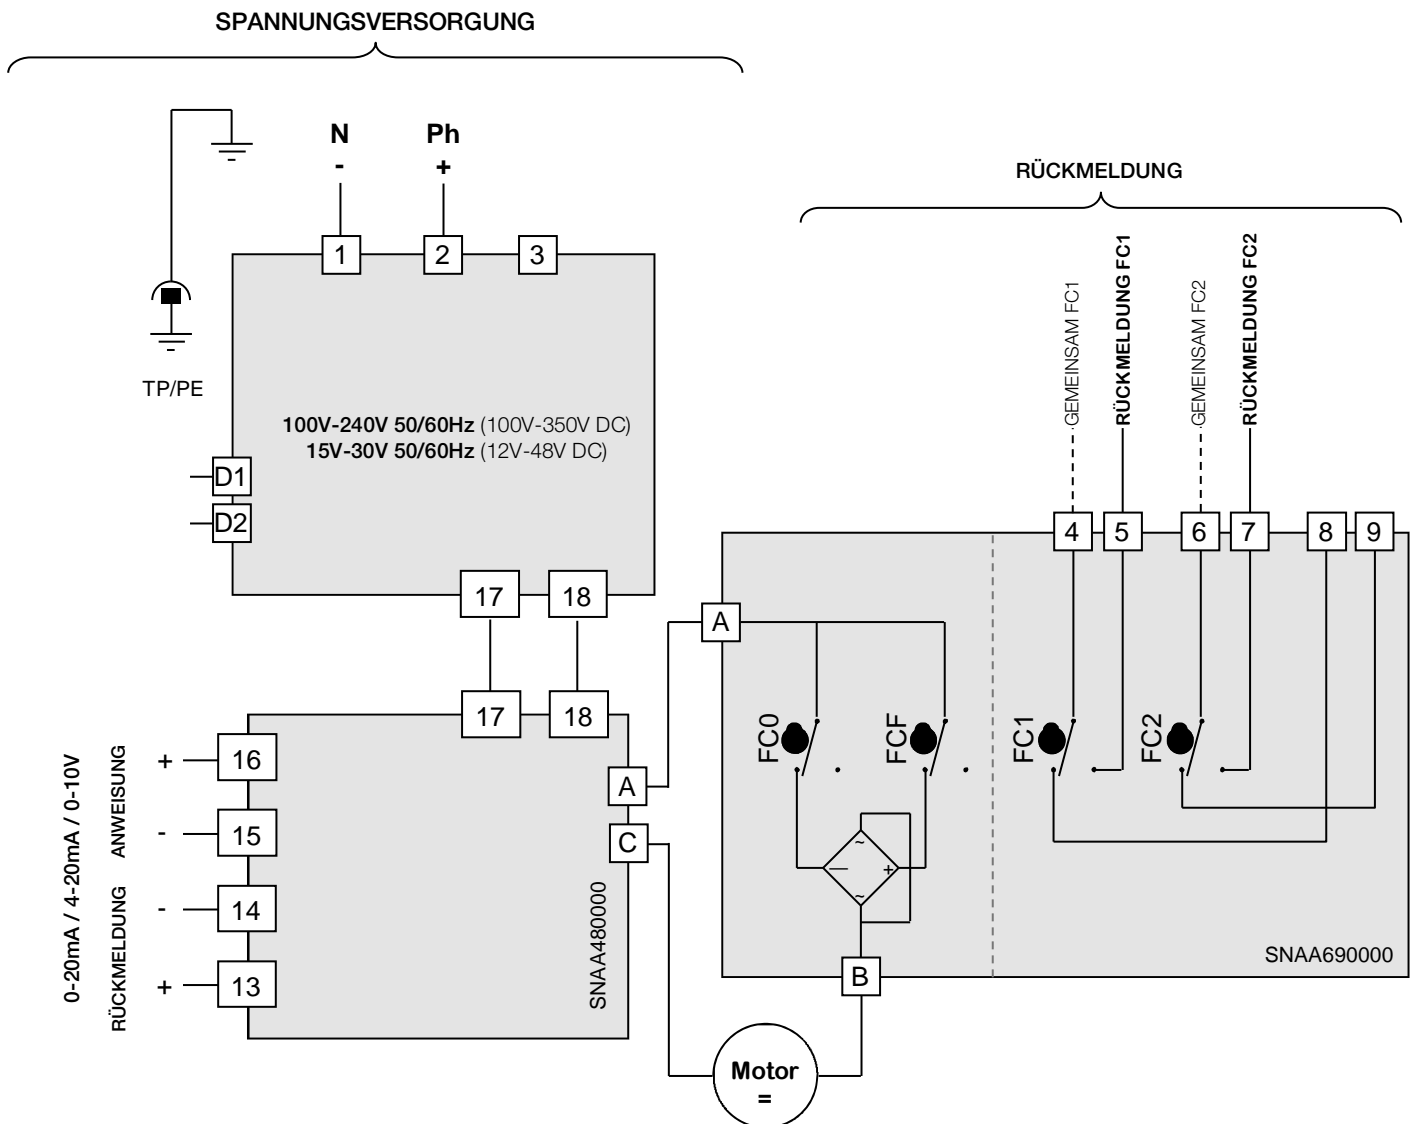 SPANNUNGSVERSORGUNG
N
Ph
-
+
RÜCKMELDUNG
1
2
3
TP/PE
100V-240V 50/60Hz (100V-350V DC)
15V-30V 50/60Hz (12V-48V DC)
D1
D2
17
18
GEMEINSAM FC1
RÜCKMELDUNG FC1
GEMEINSAM FC2
RÜCKMELDUNG FC2
4
5
6
7
8
9
A
FC0
FCF
FC1
FC2
~
— +
~
SNAA690000
B
17
18
0-20mA / 4-20mA / 0-10V
ANWEISUNG
RÜCKMELDUNG
+ 16
- 15
- 14
+ 13
A
C
SNAA480000
Motor
=